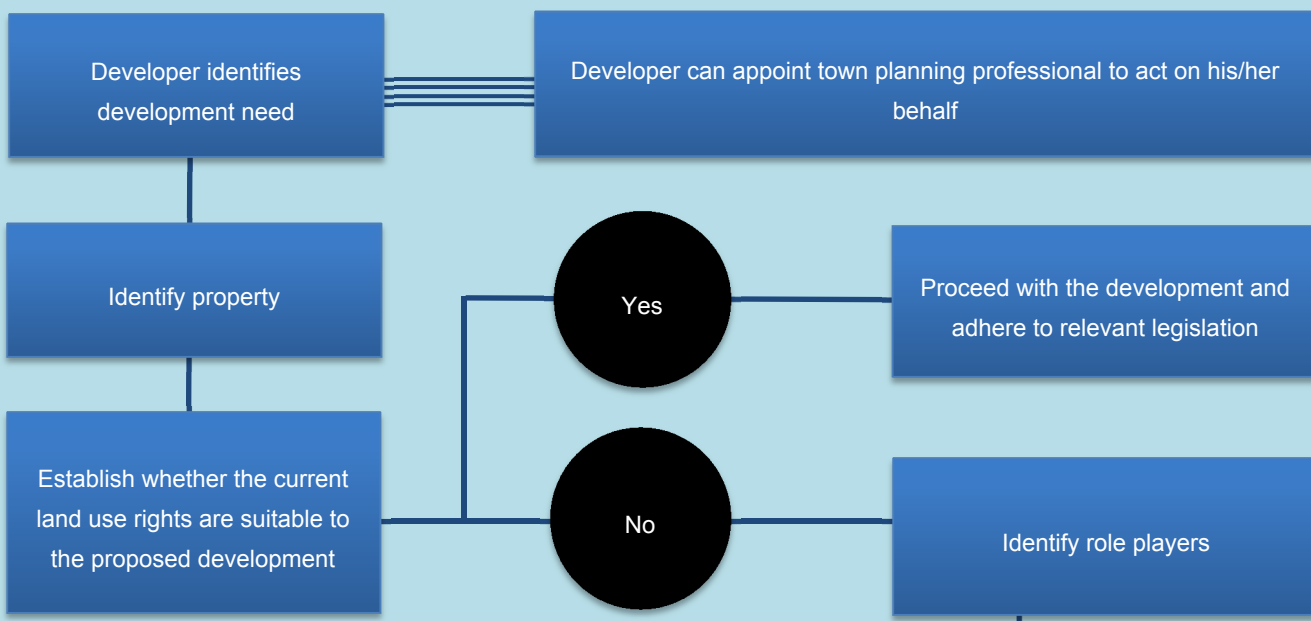 Developer identifies
development need
Developer can appoint town planning professional to act on his/her
behalf
Identify property
Yes
Proceed with the development and
adhere to relevant legislation
Establish whether the current
land use rights are suitable to
the proposed development
No
Identify role players